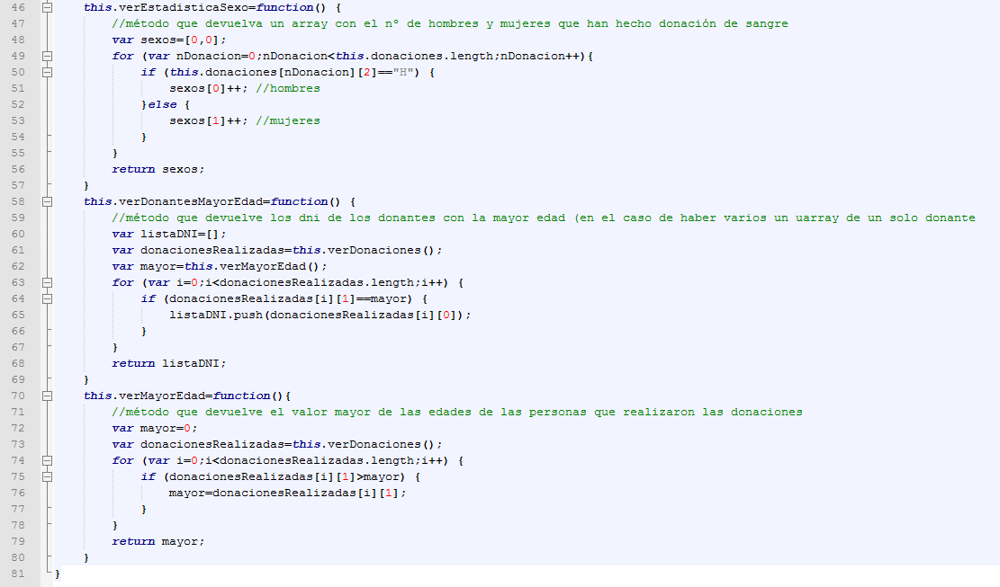 46 this.verEstadisticaSexo=function() {
47 //método que devuelva un array con el nº de hombres y mujeres que han hecho donación de sangre
48 var sexos=[0,0];
49 for (var nDonacion=0;nDonacion<this.donaciones.length;nDonacion++){
50 if (this.donaciones[nDonacion][2]=="H") {
51 sexos[0]++; //hombres
52 }else {
53 sexos[1]++; //mujeres
54 }
55 }
56 return sexos;
57 }
58 this.verDonantesMayorEdad=function() {
59 //método que devuelve los dni de los donantes con la mayor edad (en el caso de haber varios un uarray de un solo donante
60 var listaDNI=[];
61 var donacionesRealizadas=this.verDonaciones();
62 var mayor=this.verMayorEdad();
63 for (var i=0;i<donacionesRealizadas.length;i++) {
64 if (donacionesRealizadas[i][1]==mayor) {
65 listaDNI.push(donacionesRealizadas[i][0]);
66 }
67 }
68 return listaDNI;
69 }
70 this.verMayorEdad=function(){
71 //método que devuelve el valor mayor de las edades de las personas que realizaron las donaciones
72 var mayor=0;
73 var donacionesRealizadas=this.verDonaciones();
74 for (var i=0;i<donacionesRealizadas.length;i++) {
75 if (donacionesRealizadas[i][1]>mayor) {
76 mayor=donacionesRealizadas[i][1];
77 }
78 }
79 return mayor;
80 }
81 }